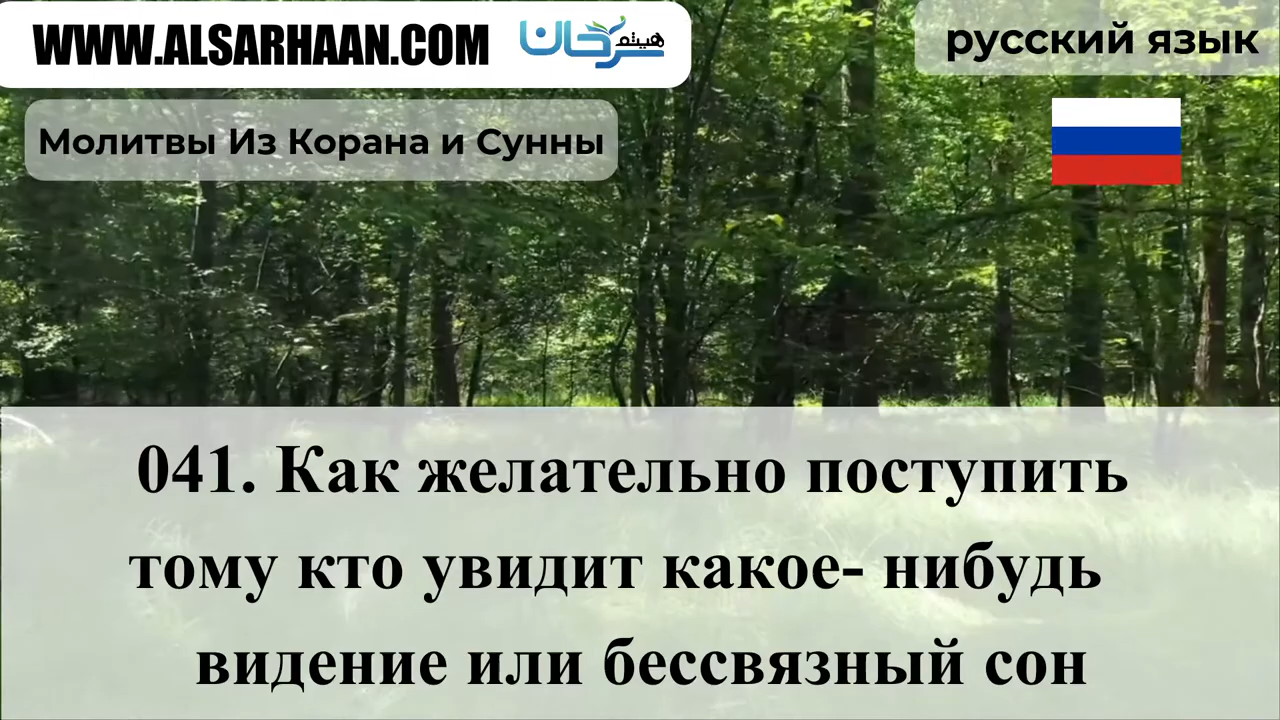 WWW.ALSARHAAN.COM
هيثم سرحان
русский язык
Молитвы Из Корана и Сунны
041. Как желательно поступить
тому кто увидит какое- нибудь
видение или бессвязный сон